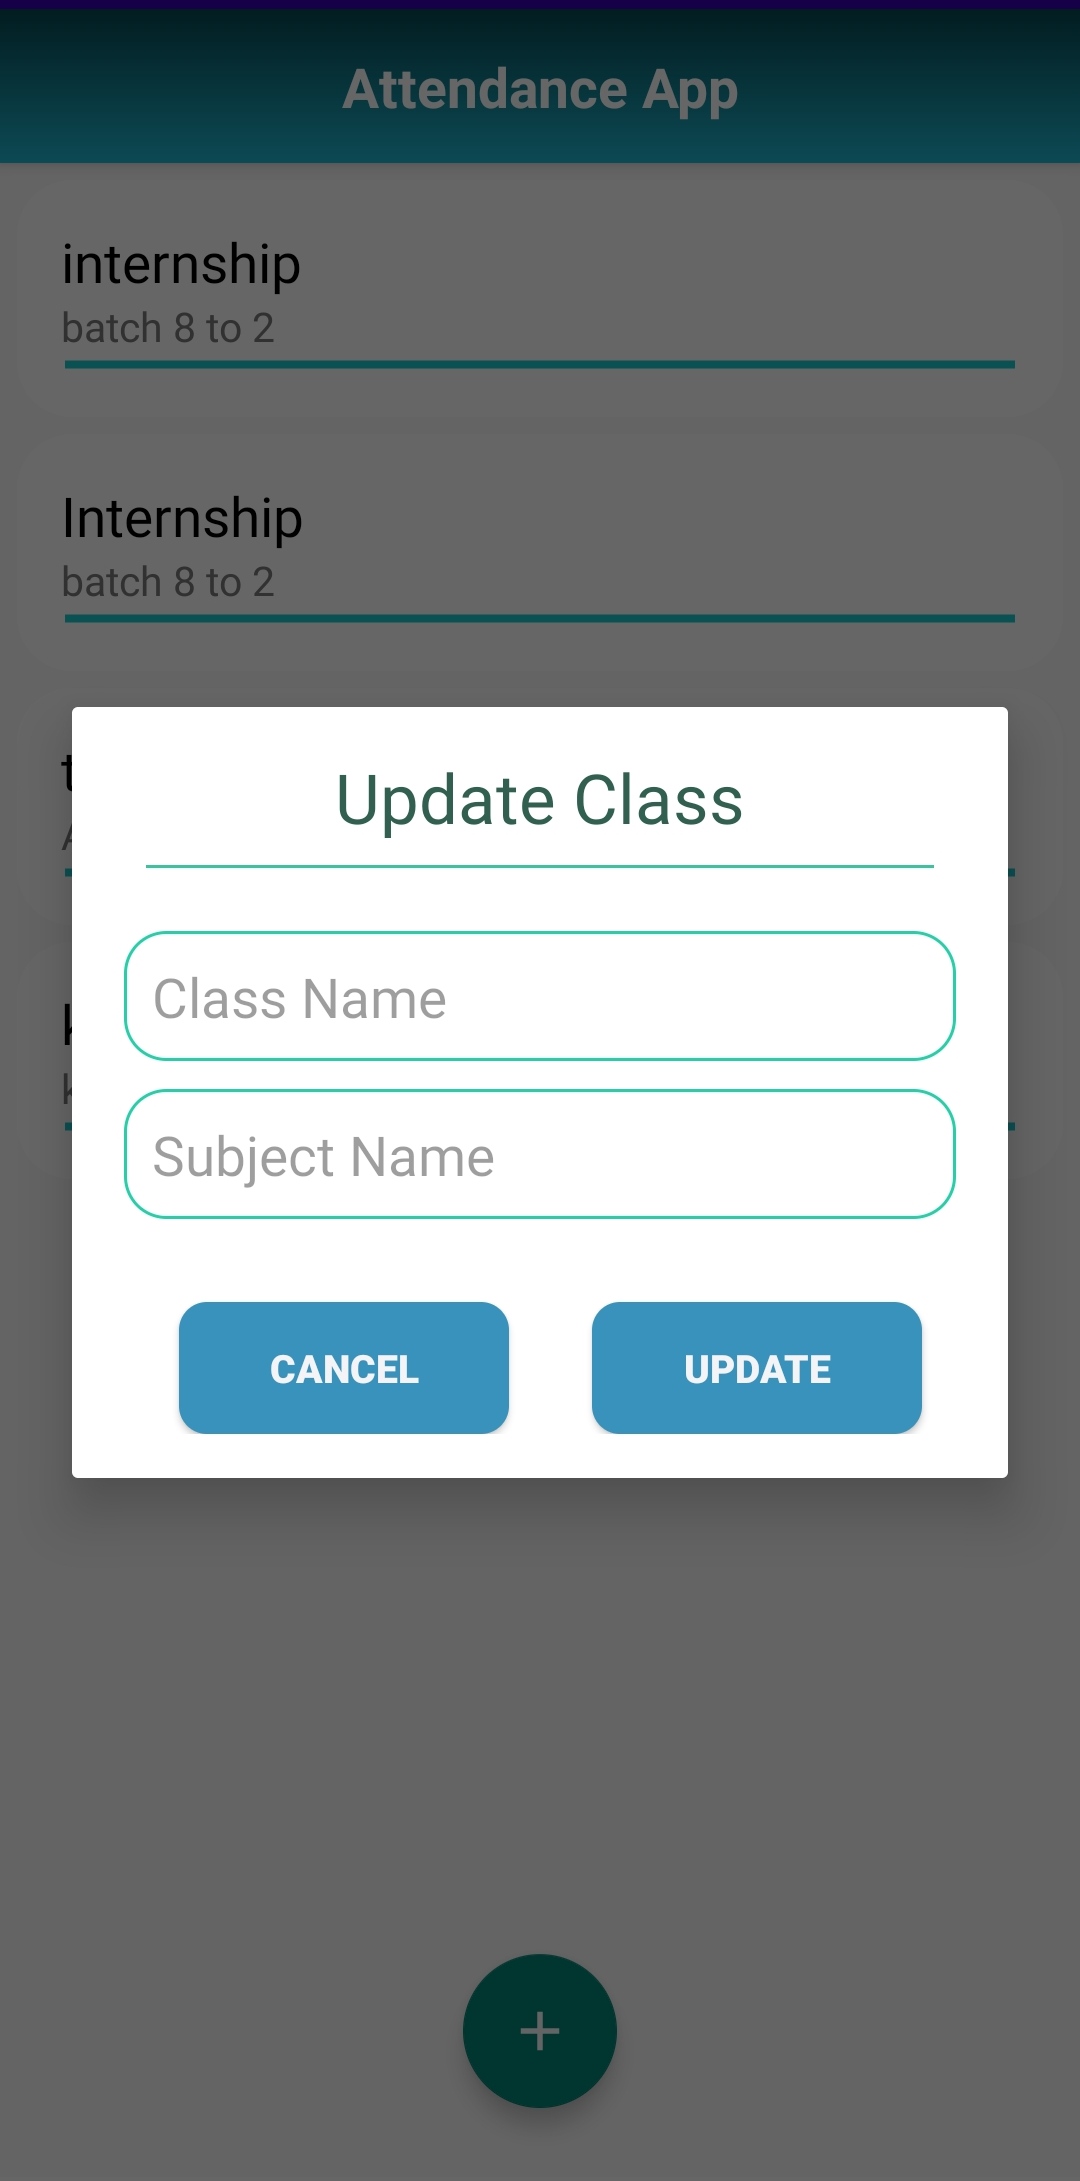 Attendance App
internship
batch 8 to 2
Internship
batch 8 to 2
Update Class
Class Name
Subject Name
CANCEL UPDATE
+